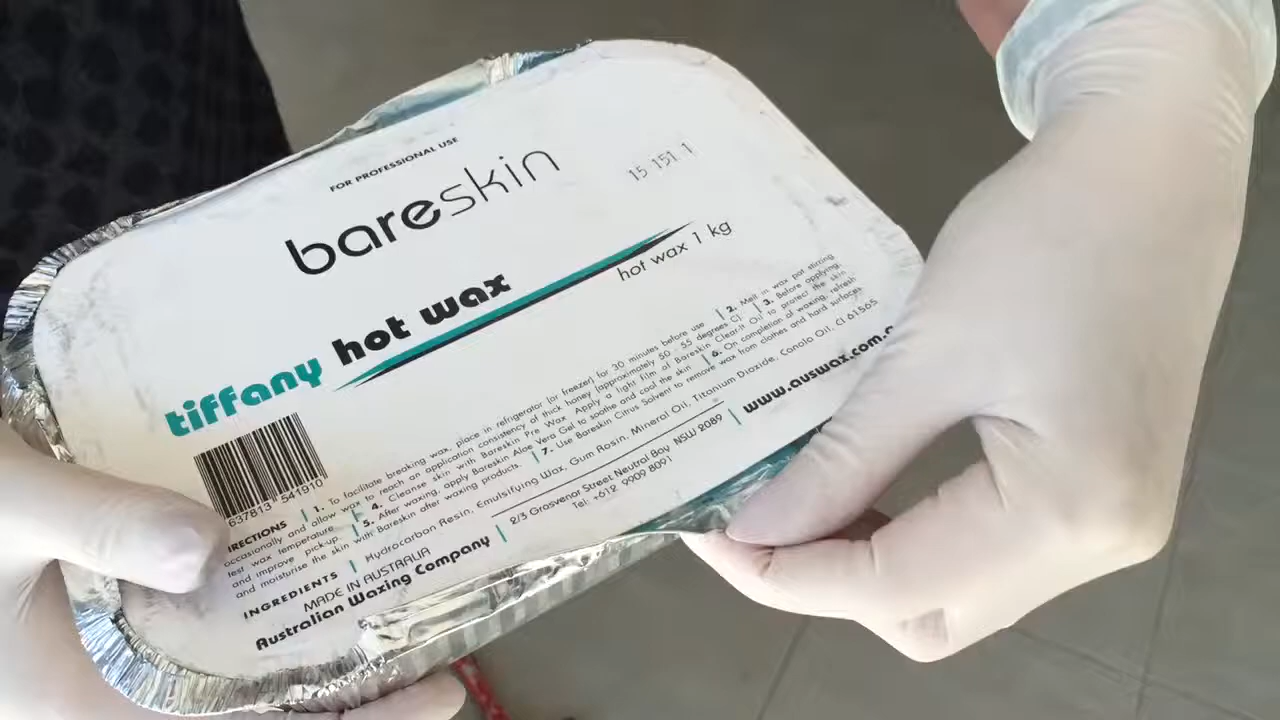 FOR PROFESSIONAL USE
bareskin
15 151 1
tiffany hot wax
hot wax 1 kg
637813 541910
IRECTIONS | 1. To facilitate breaking wax, place in refrigerator (or freezer) for 30 minutes before use | 2. Melt in wax pot stirring
occasionally and allow wax to reach an application consistency of thick honey (approximately 50 - 55 degrees C) | 3. Before applying,
test wax temperature | 4. Cleanse skin with Bareskin Pre Wax. Apply a light film of Bareskin Clear-It Oil to protect the skin
and improve pick-up. | 5. After waxing, apply Bareskin Aloe Vera Gel to soothe and cool the skin | 6. On completion of waxing, refresh
and moisturise the skin with Bareskin after waxing products. | 7. Use Bareskin Citrus Solvent to remove wax from clothes and hard surfaces
INGREDIENTS | Hydrocarbon Resin, Emulsifying Wax, Gum Rosin, Mineral Oil, Titanium Dioxide, Canola Oil, CI 61565
MADE IN AUSTRALIA
Australian Waxing Company | 2/3 Grosvenor Street Neutral Bay NSW 2089 | www.auswax.com.a
Tel: +612 9909 8091